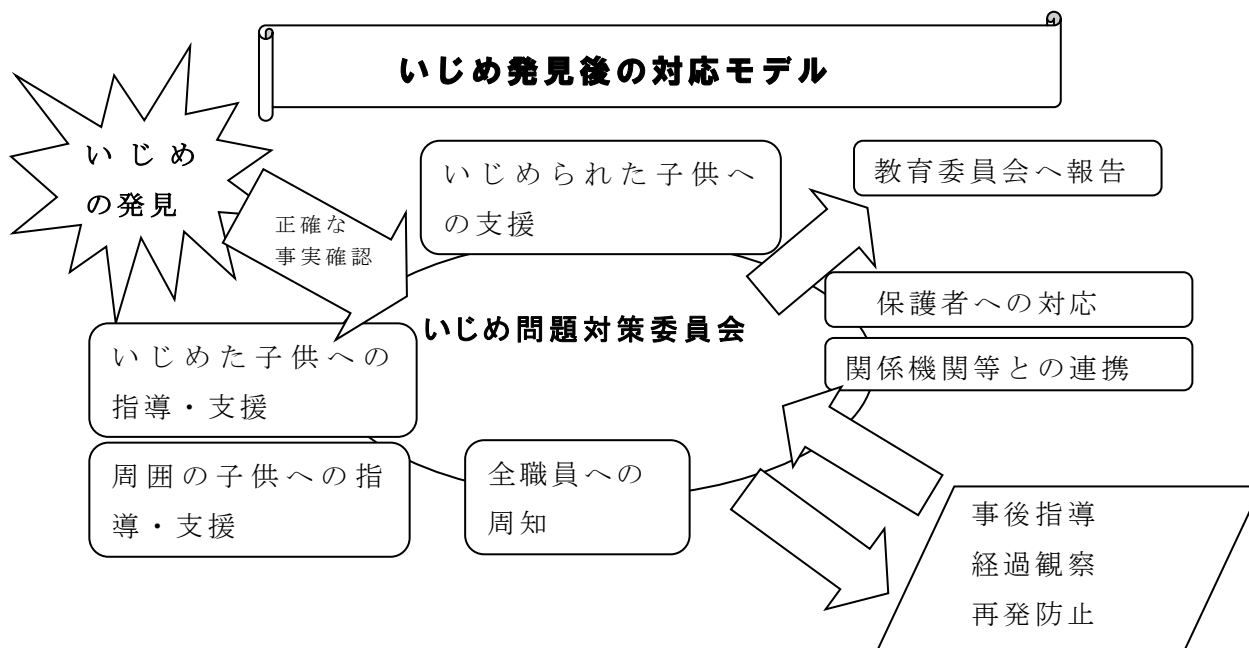 いじめ発見後の対応モデル
いじめ
の発見
正確な
事実確認
いじめられた子供へ
の支援
教育委員会へ報告
保護者への対応
いじめ問題対策委員会
関係機関等との連携
いじめた子供への
指導・支援
周囲の子供への指
導・支援
全職員への
周知
事後指導
経過観察
再発防止